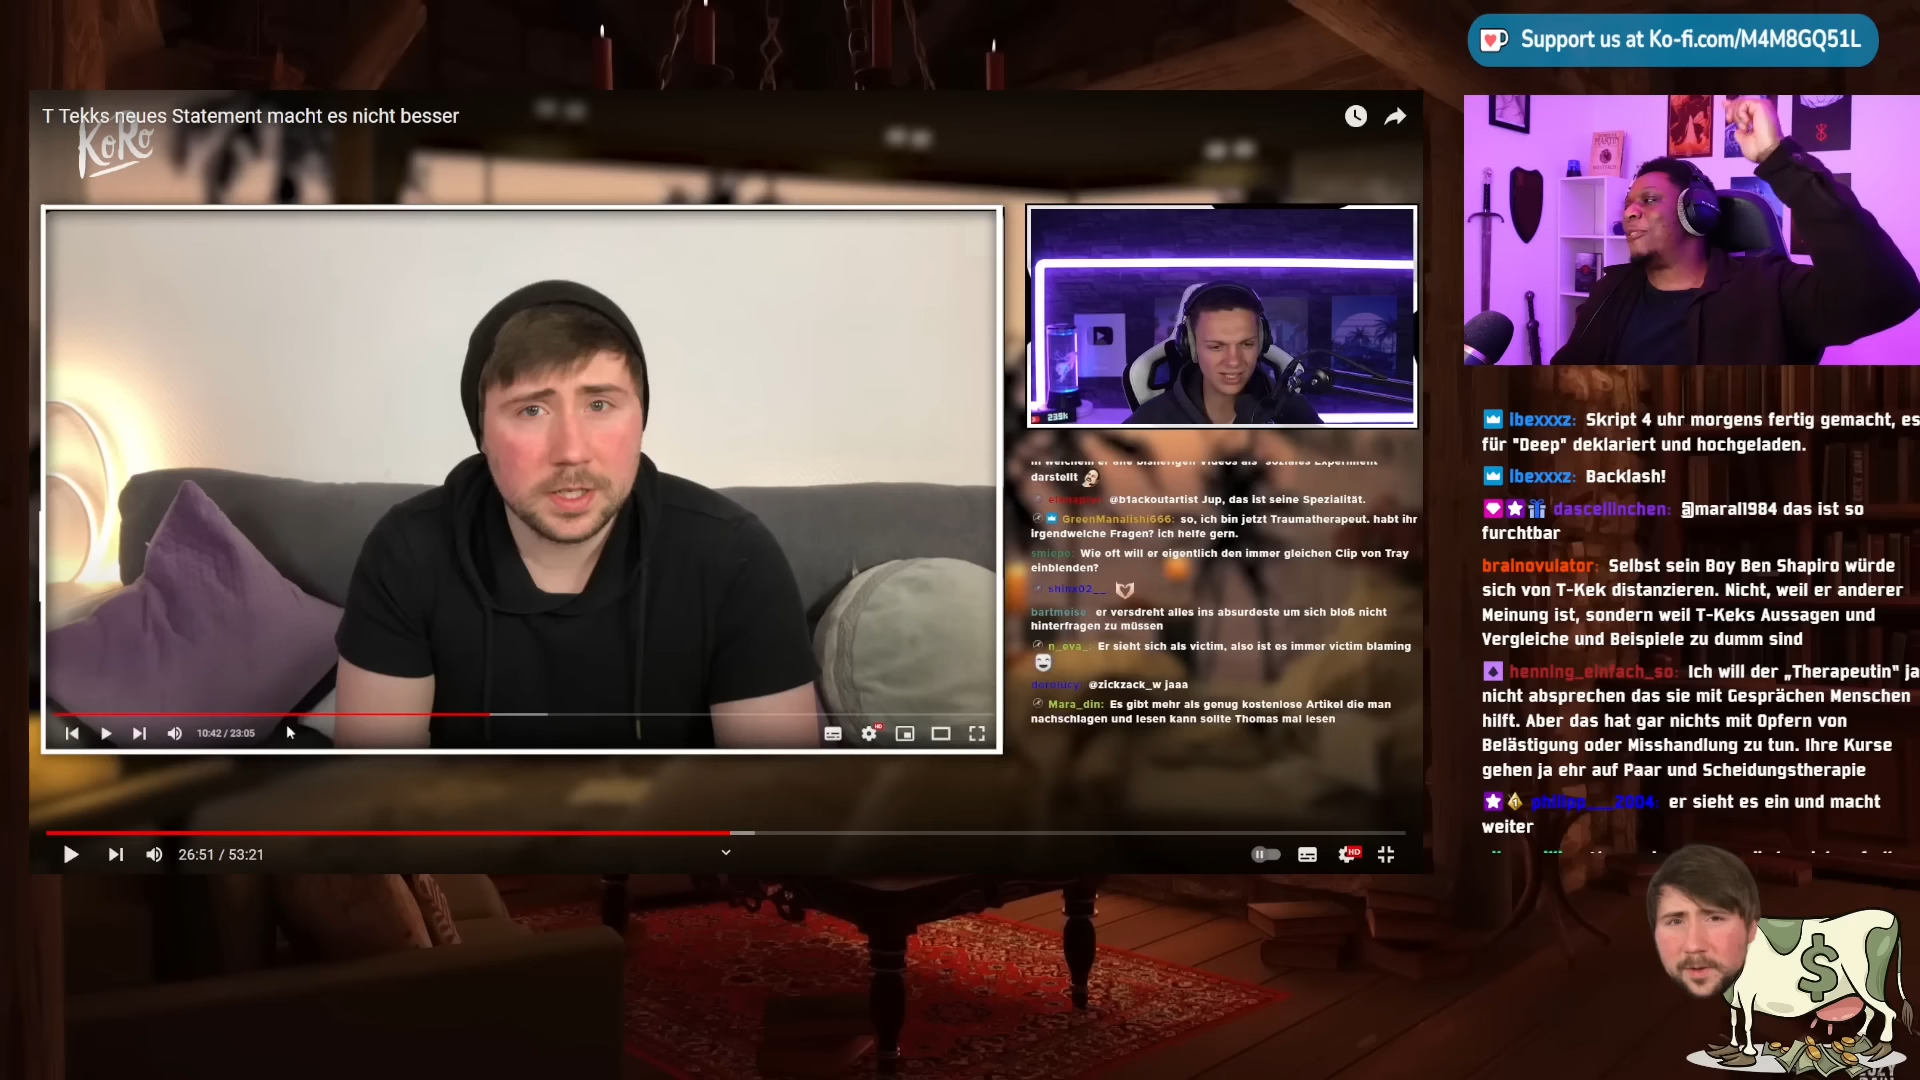 Support us at Ko-fi.com/M4M8GQ51L
T Tekks neues Statement macht es nicht besser
KoRo
239k
10:42 / 23:05
HD
26:51 / 53:21
HD
darstellt
@b1ackoutartist Jup, das ist seine Spezialität.
GreenManalishi666: so, ich bin jetzt Traumatherapeut. habt ihr
irgendwelche Fragen? ich helfe gern.
smiepo: Wie oft will er eigentlich den immer gleichen Clip von Tray
einblenden?
shinx02__
bartmeise er versdreht alles ins absurdeste um sich bloß nicht
hinterfragen zu müssen
n_eva_: Er sieht sich als victim, also ist es immer victim blaming
@zickzack_w jaaa
Mara_din: Es gibt mehr als genug kostenlose Artikel die man
nachschlagen und lesen kann sollte Thomas mal lesen
MARTIN
lbexxxz: Skript 4 uhr morgens fertig gemacht, es
für "Deep" deklariert und hochgeladen.
lbexxxz: Backlash!
dascellinchen: @maral1984 das ist so
furchtbar
brainovulator: Selbst sein Boy Ben Shapiro würde
sich von T-Kek distanzieren. Nicht, weil er anderer
Meinung ist, sondern weil T-Keks Aussagen und
Vergleiche und Beispiele zu dumm sind
henning_einfach_so: Ich will der „Therapeutin" ja
nicht absprechen das sie mit Gesprächen Menschen
hilft. Aber das hat gar nichts mit Opfern von
Belästigung oder Misshandlung zu tun. Ihre Kurse
gehen ja ehr auf Paar und Scheidungstherapie
philipp__2004: er sieht es ein und macht
weiter
$